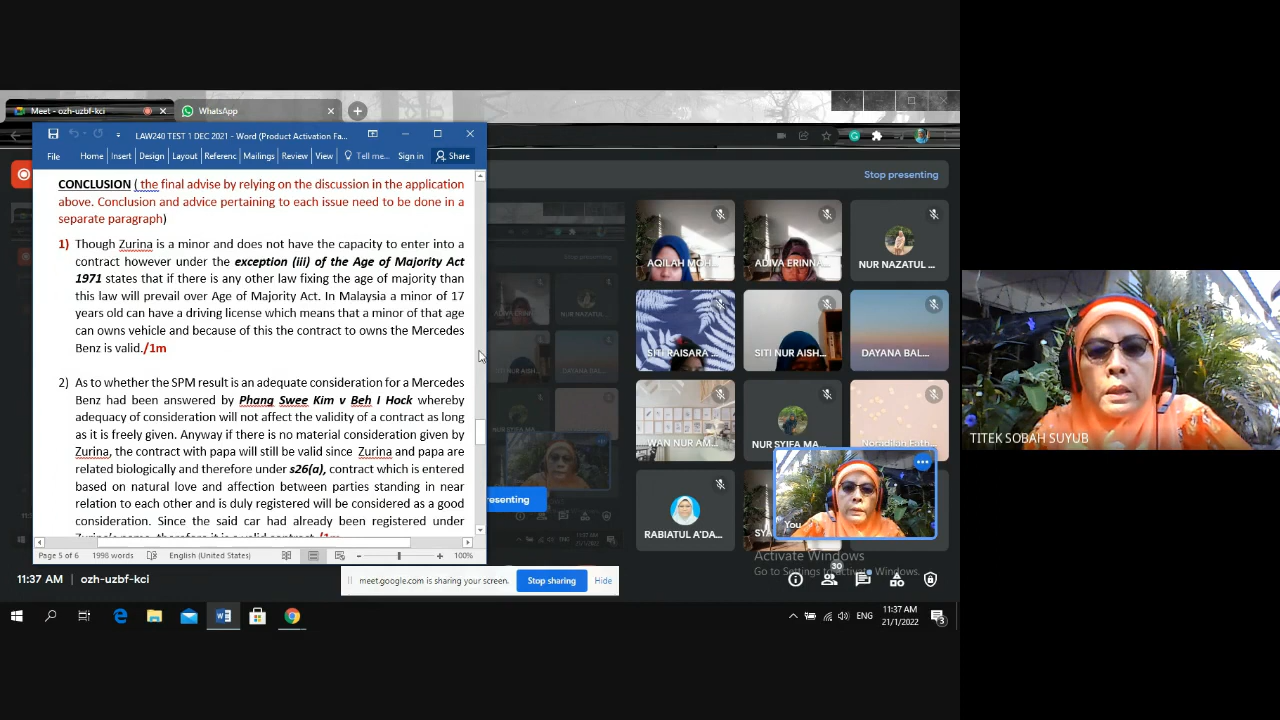 Meet - ozh-uzbf-kci
WhatsApp
LAW240 TEST 1 DEC 2021 - Word (Product Activation Fa...
File Home Insert Design Layout Referenc Mailings Review View Tell me... Sign in Share
Stop presenting
CONCLUSION ( the final advise by relying on the discussion in the application
above. Conclusion and advice pertaining to each issue need to be done in a
separate paragraph)
1) Though Zurina is a minor and does not have the capacity to enter into a
contract however under the exception (iii) of the Age of Majority Act
1971 states that if there is any other law fixing the age of majority than
this law will prevail over Age of Majority Act. In Malaysia a minor of 17
years old can have a driving license which means that a minor of that age
can owns vehicle and because of this the contract to owns the Mercedes
Benz is valid./1m
2) As to whether the SPM result is an adequate consideration for a Mercedes
Benz had been answered by Phang Swee Kim v Beh I Hock whereby
adequacy of consideration will not affect the validity of a contract as long
as it is freely given. Anyway if there is no material consideration given by
Zurina, the contract with papa will still be valid since Zurina and papa are
related biologically and therefore under s26(a), contract which is entered
based on natural love and affection between parties standing in near
relation to each other and is duly registered will be considered as a good
consideration. Since the said car had already been registered under
Page 5 of 6 1998 words English (United States) 100%
AQILAH MOH...
ADIVA ERINNA...
NUR NAZATUL ...
SITI RAISARA ...
SITI NUR AISH...
DAYANA BAL...
WAN NUR AM...
NUR SYIFA MA...
RABIATUL A'DA...
You
TITEK SOBAH SUYUB
esenting
Activate Windows
Go to Settings to activate Windows.
11:37 AM | ozh-uzbf-kci
30
meet.google.com is sharing your screen. Stop sharing Hide
ENG
11:37 AM
21/1/2022
3